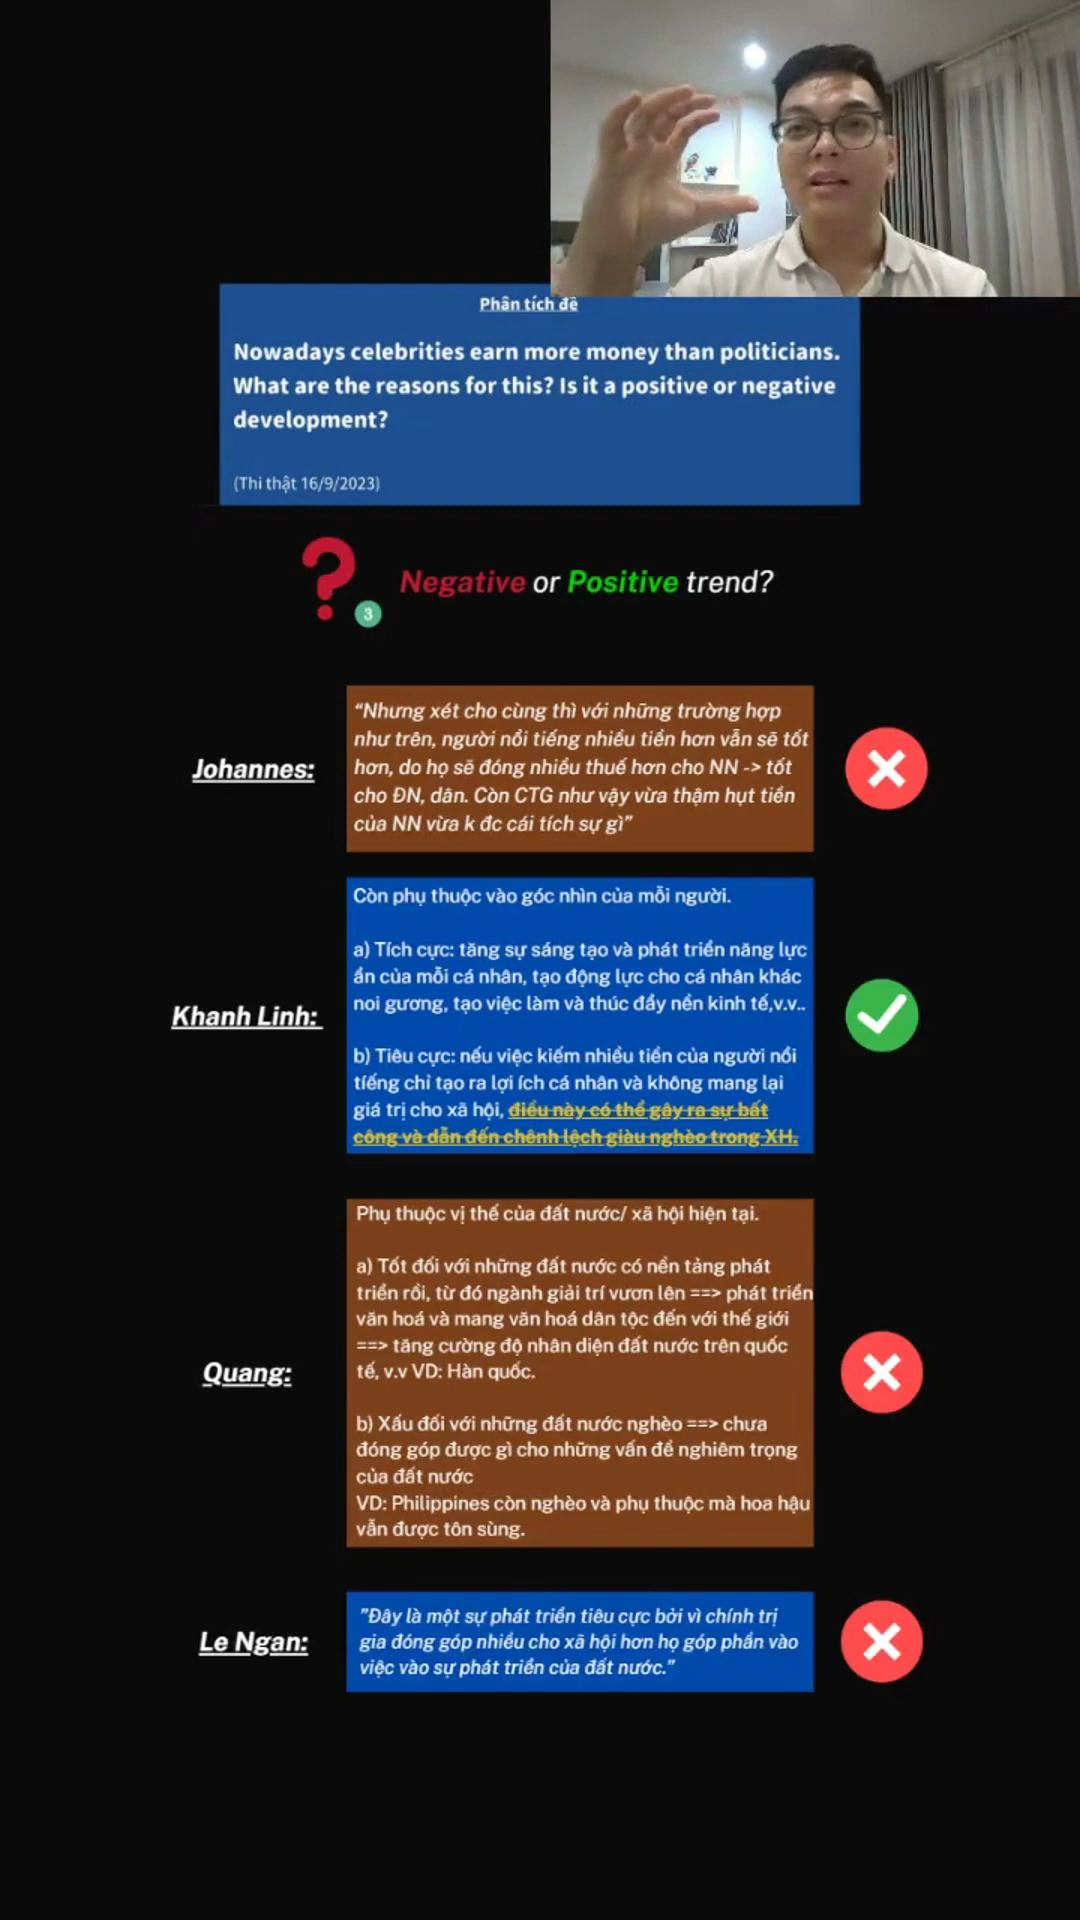 Phân tích đề
Nowadays celebrities earn more money than politicians.
What are the reasons for this? Is it a positive or negative
development?
(Thi thật 16/9/2023)
?
3
Negative or Positive trend?
Johannes:
“Nhưng xét cho cùng thì với những trường hợp
như trên, người nổi tiếng nhiều tiền hơn vẫn sẽ tốt
hơn, do họ sẽ đóng nhiều thuế hơn cho NN -> tốt
cho ĐN, dân. Còn CTG như vậy vừa thậm hụt tiền
của NN vừa k đc cái tích sự gì”
Khanh Linh:
Còn phụ thuộc vào góc nhìn của mỗi người.
a) Tích cực: tăng sự sáng tạo và phát triển năng lực
ẩn của mỗi cá nhân, tạo động lực cho cá nhân khác
noi gương, tạo việc làm và thúc đẩy nền kinh tế,v.v..
b) Tiêu cực: nếu việc kiếm nhiều tiền của người nổi
tiếng chỉ tạo ra lợi ích cá nhân và không mang lại
giá trị cho xã hội, điều này có thể gây ra sự bất
công và dẫn đến chênh lệch giàu nghèo trong XH.
Quang:
Phụ thuộc vị thế của đất nước/ xã hội hiện tại.
a) Tốt đối với những đất nước có nền tảng phát
triển rồi, từ đó ngành giải trí vươn lên ==> phát triển
văn hoá và mang văn hoá dân tộc đến với thế giới
==> tăng cường độ nhân diện đất nước trên quốc
tế, v.v VD: Hàn quốc.
b) Xấu đối với những đất nước nghèo ==> chưa
đóng góp được gì cho những vấn đề nghiêm trọng
của đất nước
VD: Philippines còn nghèo và phụ thuộc mà hoa hậu
vẫn được tôn sùng.
Le Ngan:
"Đây là một sự phát triển tiêu cực bởi vì chính trị
gia đóng góp nhiều cho xã hội hơn họ góp phần vào
việc vào sự phát triển của đất nước.”